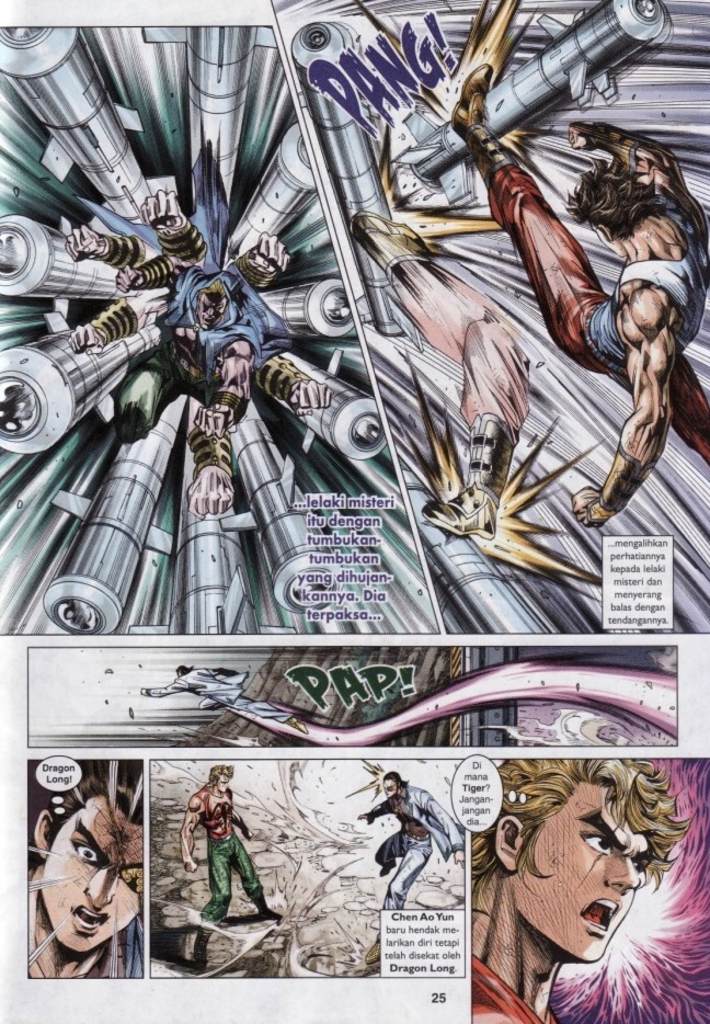 PANG!
...lelaki misteri
itu dengan
tumbukan-
tumbukan
yang dihujan-
kannya. Dia
terpaksa...
...mengalihkan
perhatiannya
kepada lelaki
misteri dan
menyerang
balas dengan
tendangannya.
PAP!
Dragon
Long!
Chen Ao Yun
baru hendak me-
larikan diri tetapi
telah disekat oleh
Dragon Long.
Di
mana
Tiger?
Jangan-
jangan
dia...
25